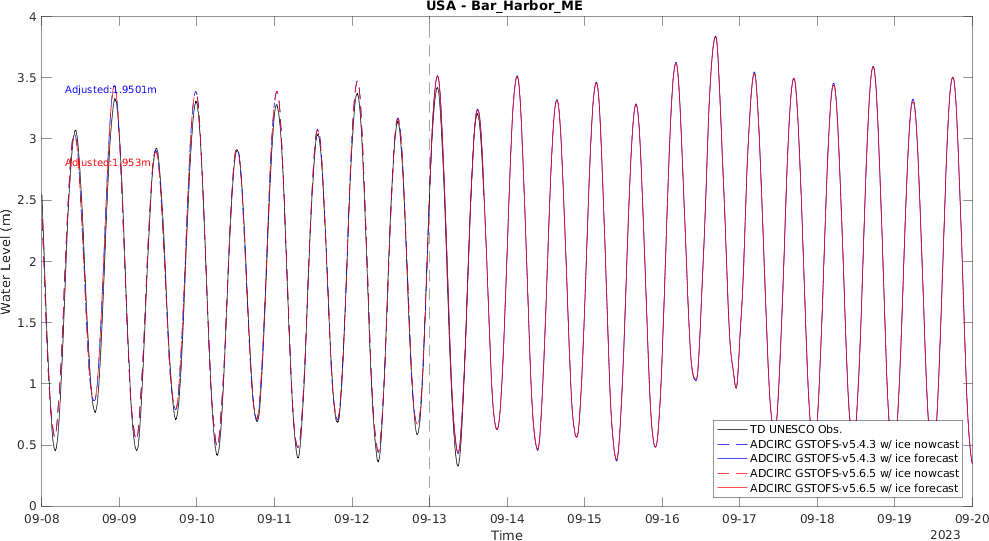 USA - Bar_Harbor_ME
4
3.5
3
2.5
2
1.5
1
0.5
0
Water Level (m)
Adjusted:1.9501m
Adjusted:1.953m
TD UNESCO Obs.
ADCIRC GSTOFS-v5.4.3 w/ ice nowcast
ADCIRC GSTOFS-v5.4.3 w/ ice forecast
ADCIRC GSTOFS-v5.6.5 w/ ice nowcast
ADCIRC GSTOFS-v5.6.5 w/ ice forecast
09-08 09-09 09-10 09-11 09-12 09-13 09-14 09-15 09-16 09-17 09-18 09-19 09-20
Time
2023